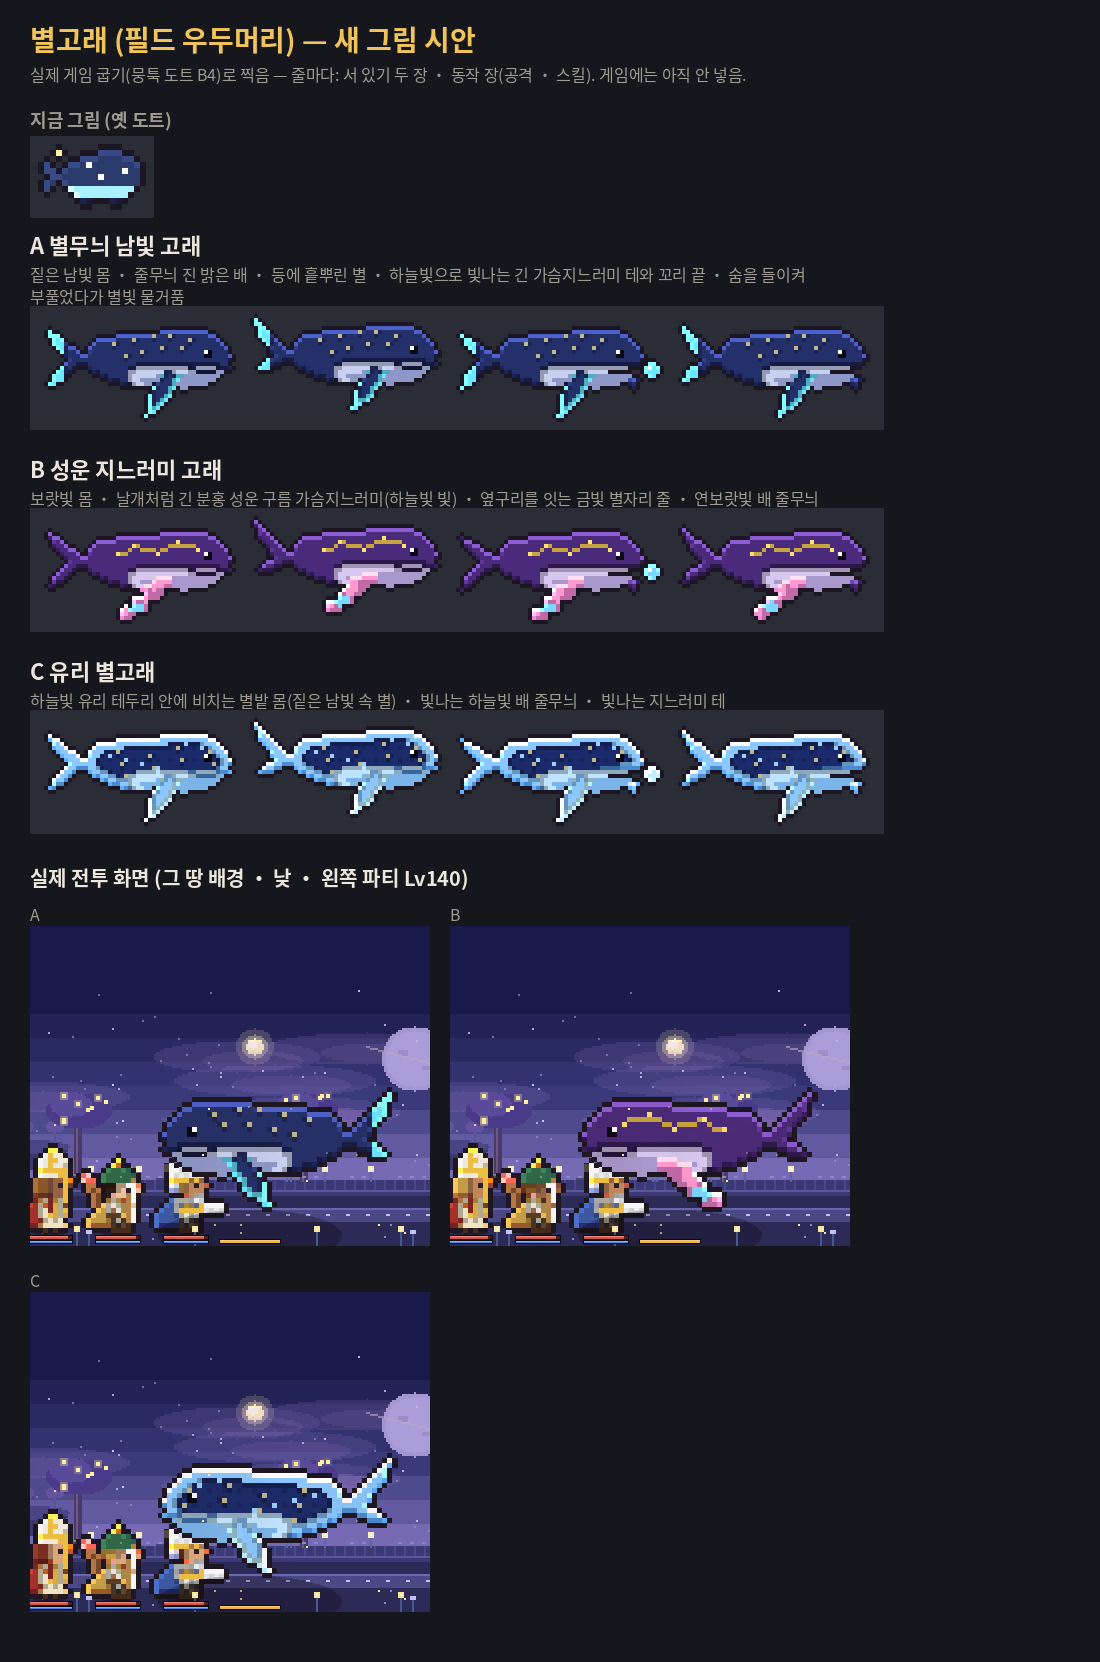 별고래 (필드 우두머리) — 새 그림 시안
실제 게임 굽기(뭉툭 도트 B4)로 찍음 — 줄마다: 서 있기 두 장 · 동작 장(공격 · 스킬). 게임에는 아직 안 넣음.
지금 그림 (옛 도트)
A 별무늬 남빛 고래
짙은 남빛 몸 · 줄무늬 진 밝은 배 · 등에 흩뿌린 별 · 하늘빛으로 빛나는 긴 가슴지느러미 테와 꼬리 끝 · 숨을 들이켜
부풀었다가 별빛 물거품
B 성운 지느러미 고래
보랏빛 몸 · 날개처럼 긴 분홍 성운 구름 가슴지느러미(하늘빛 빛) · 옆구리를 잇는 금빛 별자리 줄 · 연보랏빛 배 줄무늬
C 유리 별고래
하늘빛 유리 테두리 안에 비치는 별밭 몸(짙은 남빛 속 별) · 빛나는 하늘빛 배 줄무늬 · 빛나는 지느러미 테
실제 전투 화면 (그 땅 배경 · 낮 · 왼쪽 파티 Lv140)
A
B
C